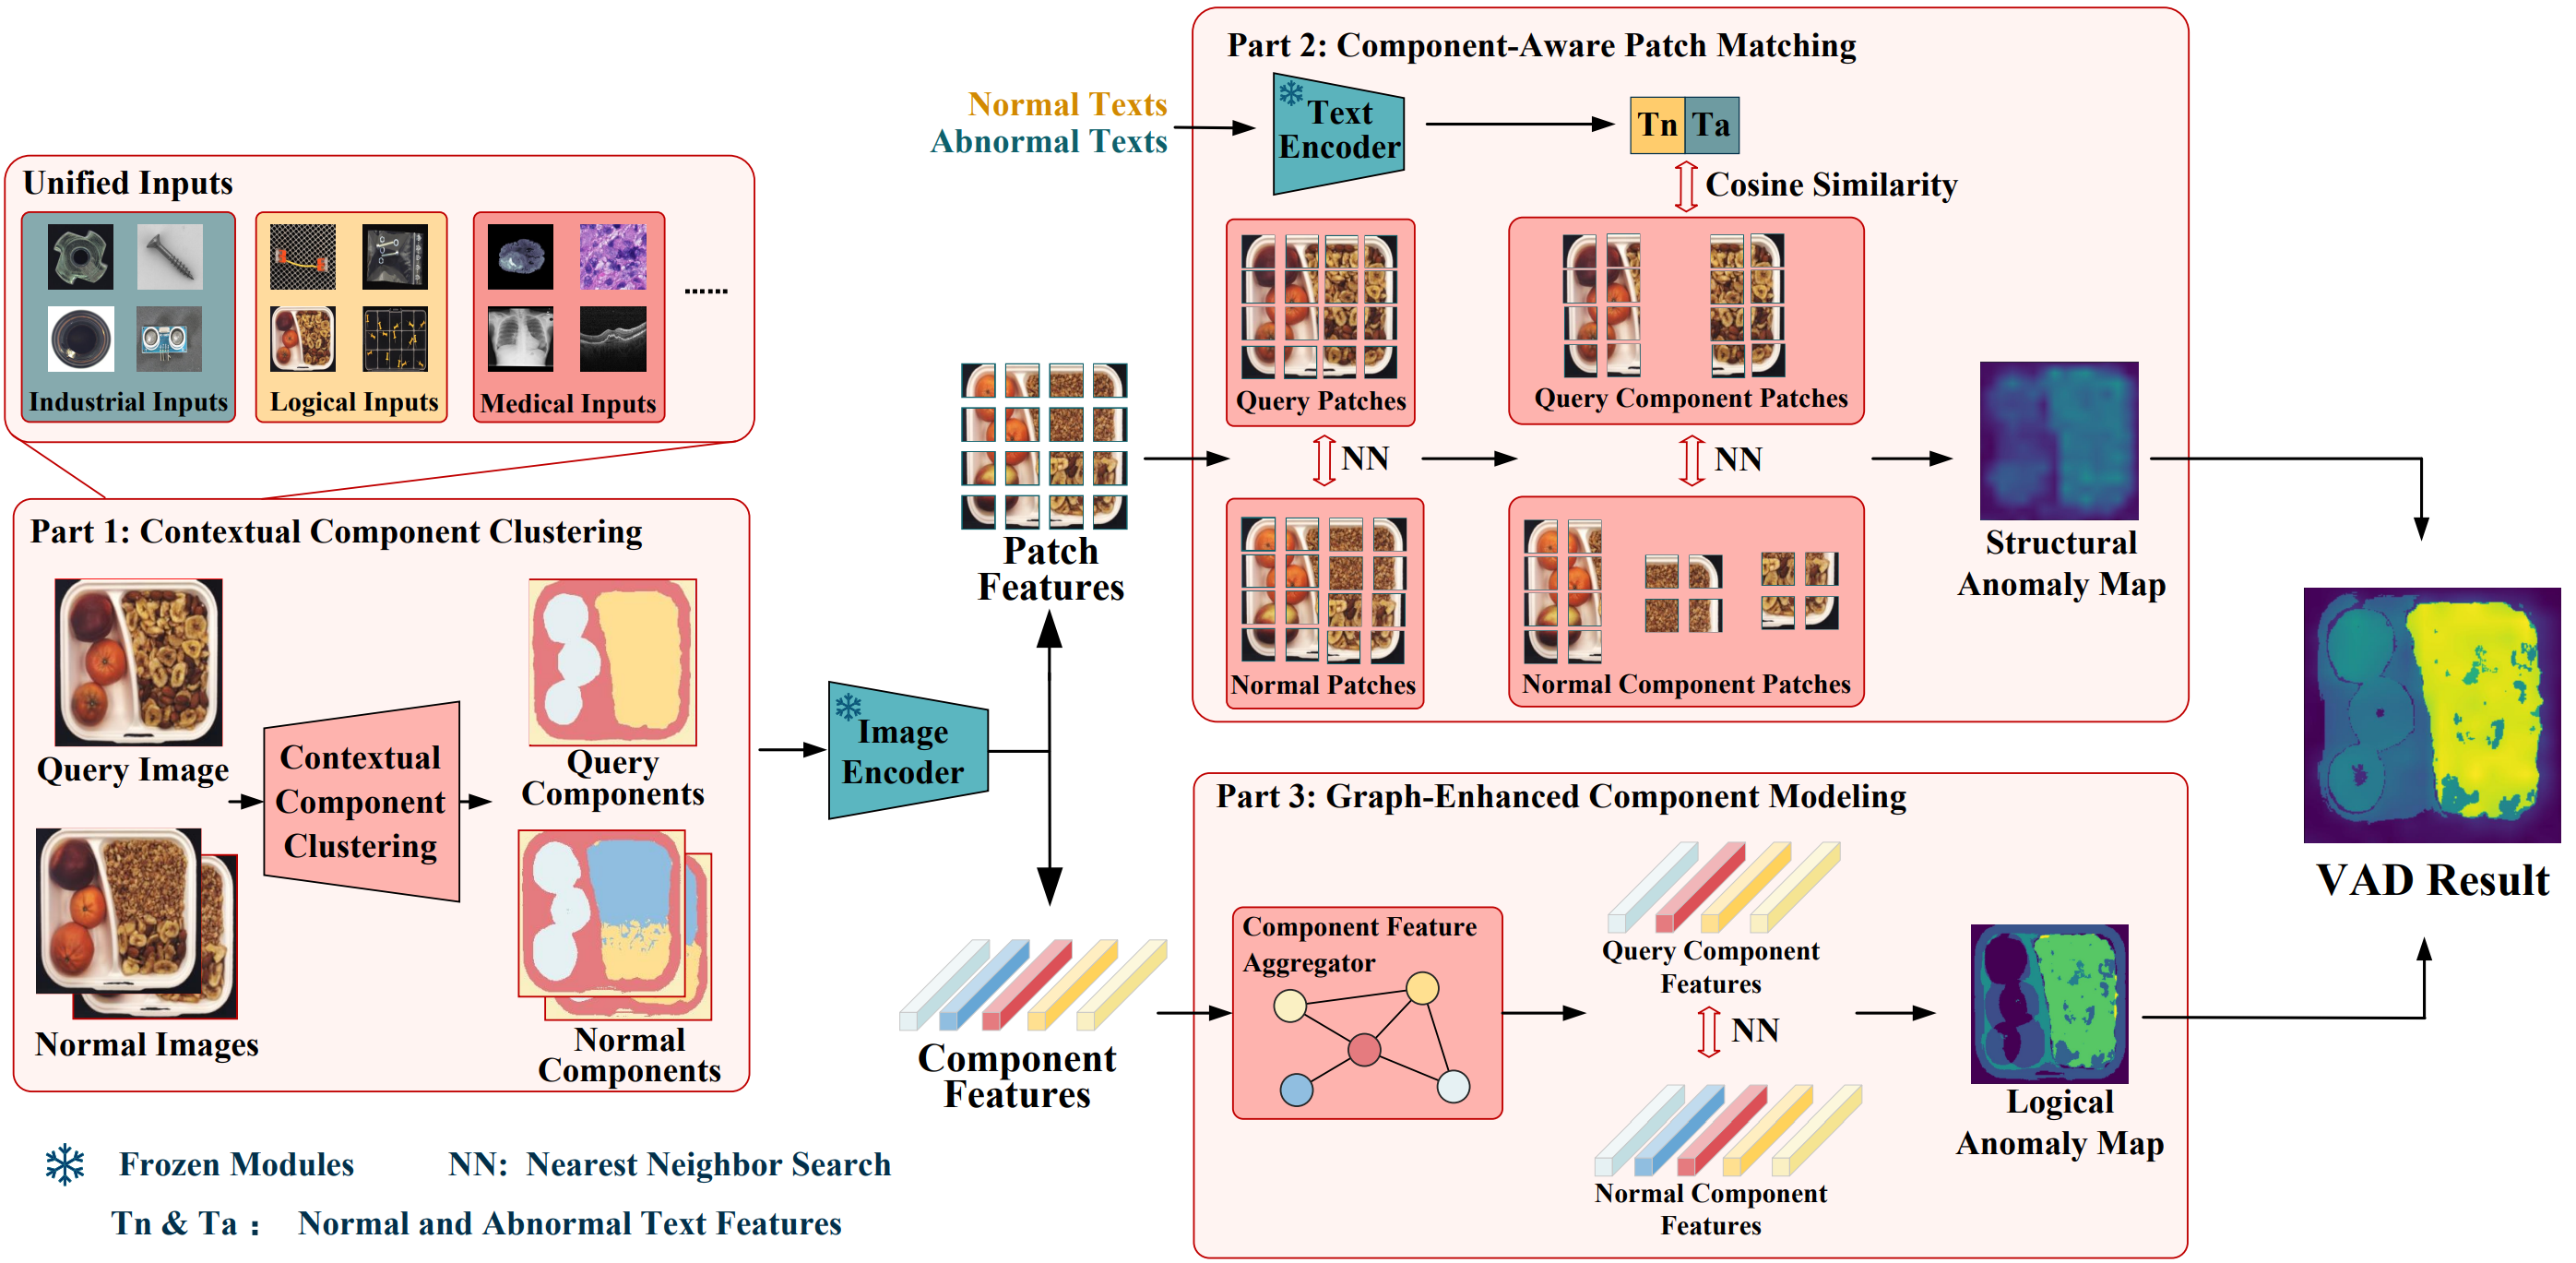 Unified Inputs
Industrial Inputs
Logical Inputs
Medical Inputs
......
Part 1: Contextual Component Clustering
Query Image
Normal Images
Contextual
Component
Clustering
Query
Components
Normal
Components
Image
Encoder
Patch
Features
Component
Features
Normal Texts
Abnormal Texts
Part 2: Component-Aware Patch Matching
Text
Encoder
Tn Ta
Cosine Similarity
Query Patches
Query Component Patches
NN
NN
Normal Patches
Normal Component Patches
Structural
Anomaly Map
Part 3: Graph-Enhanced Component Modeling
Component Feature
Aggregator
Query Component
Features
NN
Normal Component
Features
Logical
Anomaly Map
VAD Result
Frozen Modules
NN: Nearest Neighbor Search
Tn & Ta： Normal and Abnormal Text Features